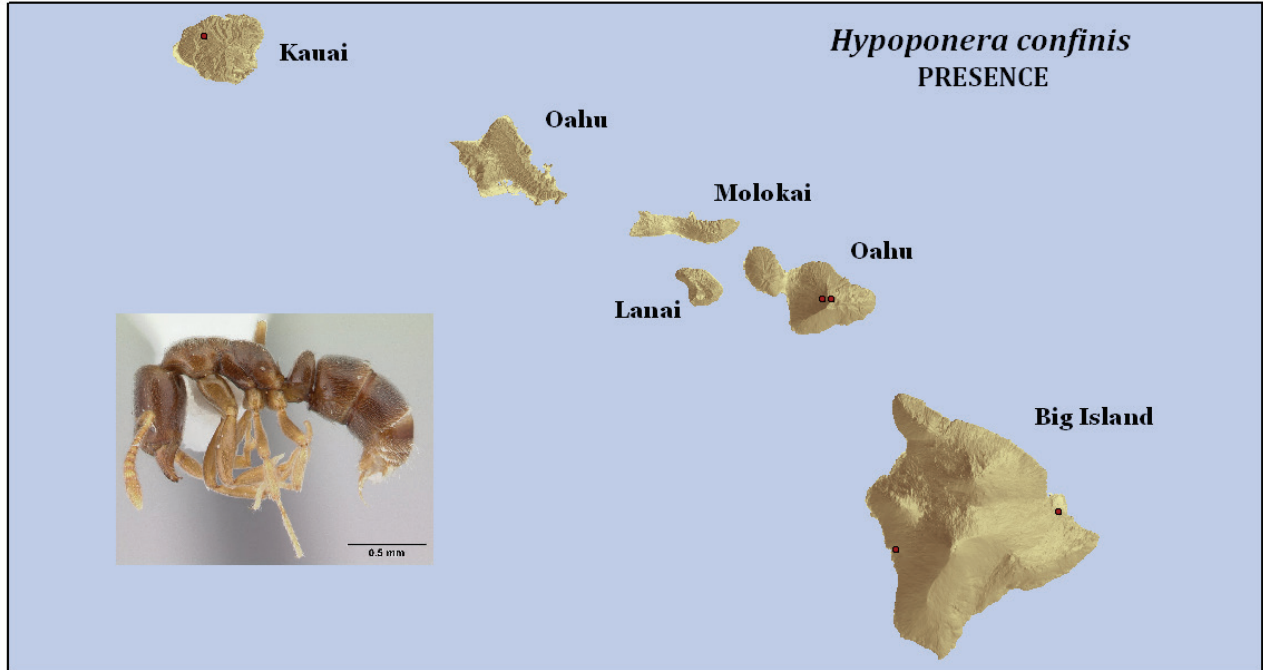 Hypoponera confinis
PRESENCE
Kauai
Oahu
Molokai
Oahu
Lanai
Big Island
0.5 mm